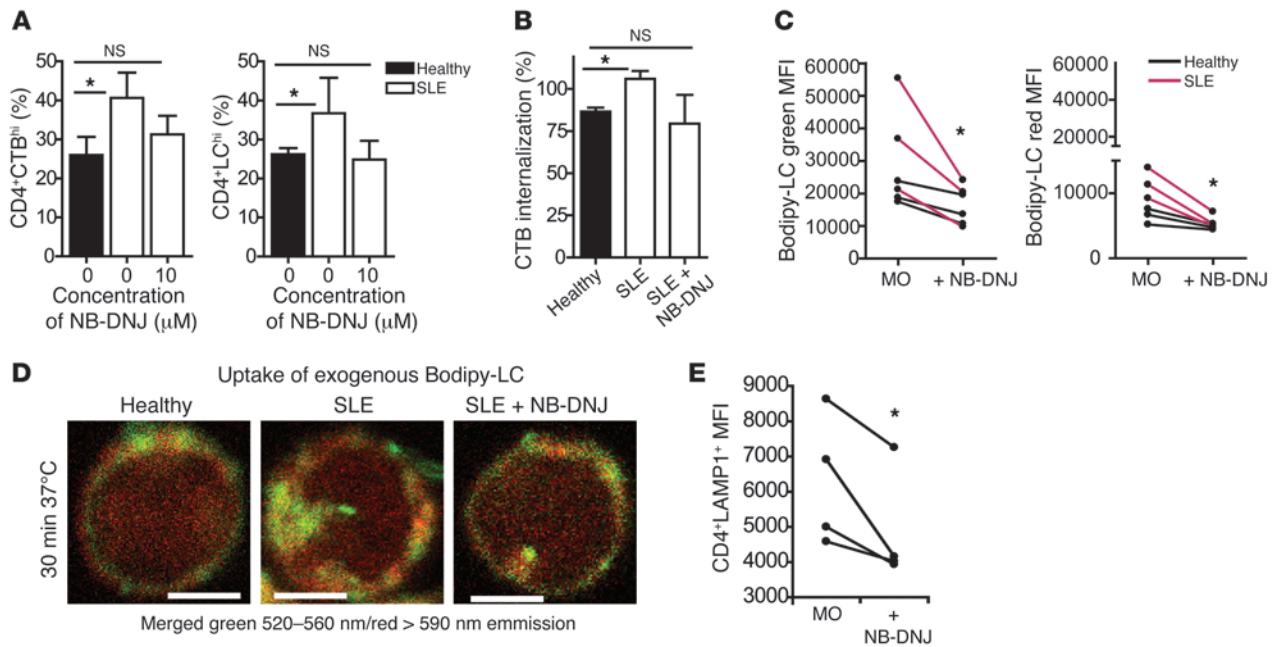 A
NS
*
50
40
30
20
10
0
CD4+CTBhi (%)
0
0
10
Concentration
of NB-DNJ (µM)
NS
*
50
40
30
20
10
0
CD4+LChi (%)
0
0
10
Concentration
of NB-DNJ (µM)
Healthy
SLE
B
NS
*
100
75
50
25
0
CTB internalization (%)
Healthy
SLE
SLE +
NB-DNJ
C
60000
50000
40000
30000
20000
10000
0
Bodipy-LC green MFI
*
MO
+ NB-DNJ
60000
40000
20000
10000
0
Bodipy-LC red MFI
*
MO
+ NB-DNJ
Healthy
SLE
D
Uptake of exogenous Bodipy-LC
Healthy
SLE
SLE + NB-DNJ
30 min 37°C
Merged green 520–560 nm/red > 590 nm emmission
E
9000
8000
7000
6000
5000
4000
3000
CD4+LAMP1+ MFI
*
MO
+
NB-DNJ